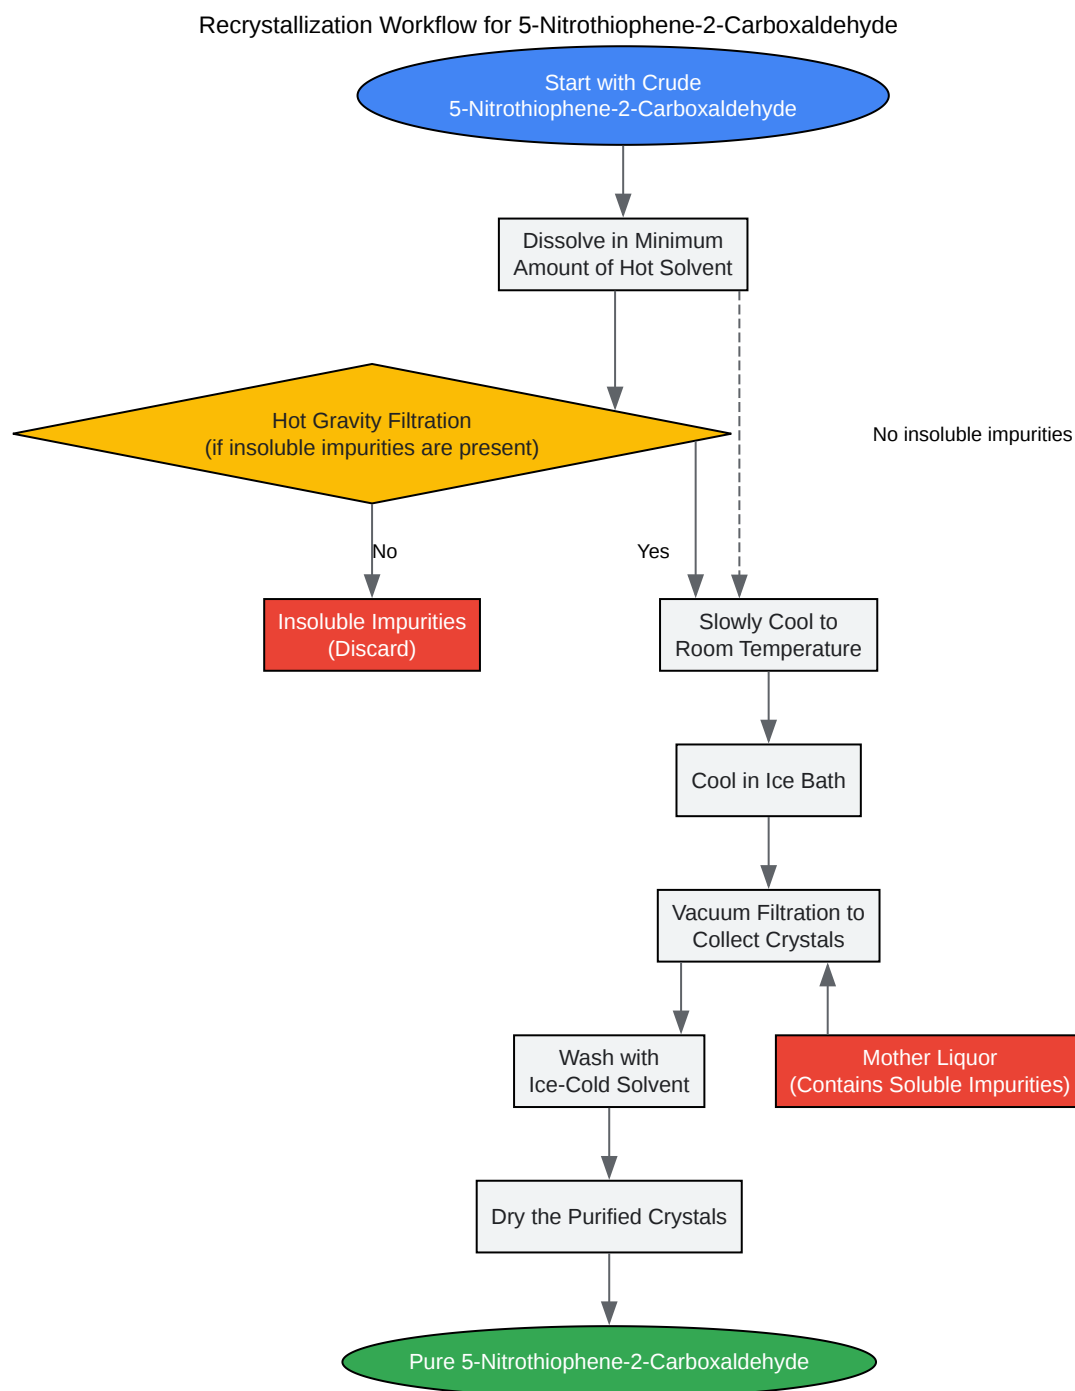 Recrystallization Workflow for 5-Nitrothiophene-2-Carboxaldehyde
Start with Crude
5-Nitrothiophene-2-Carboxaldehyde
Dissolve in Minimum
Amount of Hot Solvent
Hot Gravity Filtration
(if insoluble impurities are present)
No insoluble impurities
No
Yes
Insoluble Impurities
(Discard)
Slowly Cool to
Room Temperature
Cool in Ice Bath
Vacuum Filtration to
Collect Crystals
Wash with
Ice-Cold Solvent
Mother Liquor
(Contains Soluble Impurities)
Dry the Purified Crystals
Pure 5-Nitrothiophene-2-Carboxaldehyde